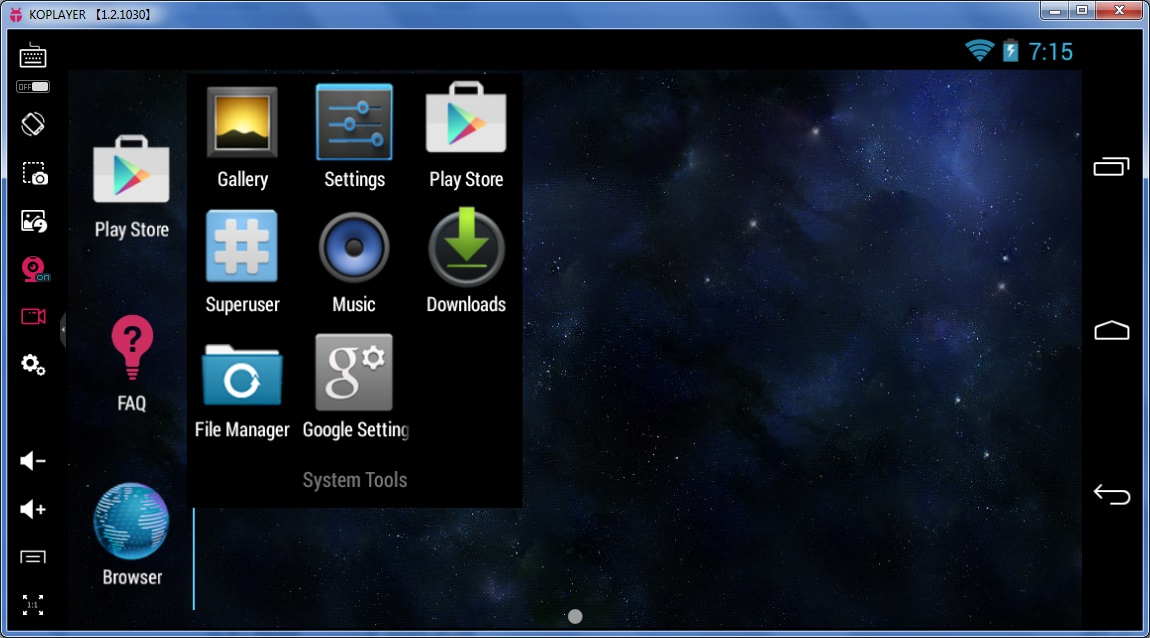 KOPLAYER 【1.2.1030】
7:15
OFF
Gallery
Settings
Play Store
Play Store
Superuser
Music
Downloads
ON
FAQ
File Manager
Google Setting
System Tools
Browser
1:1